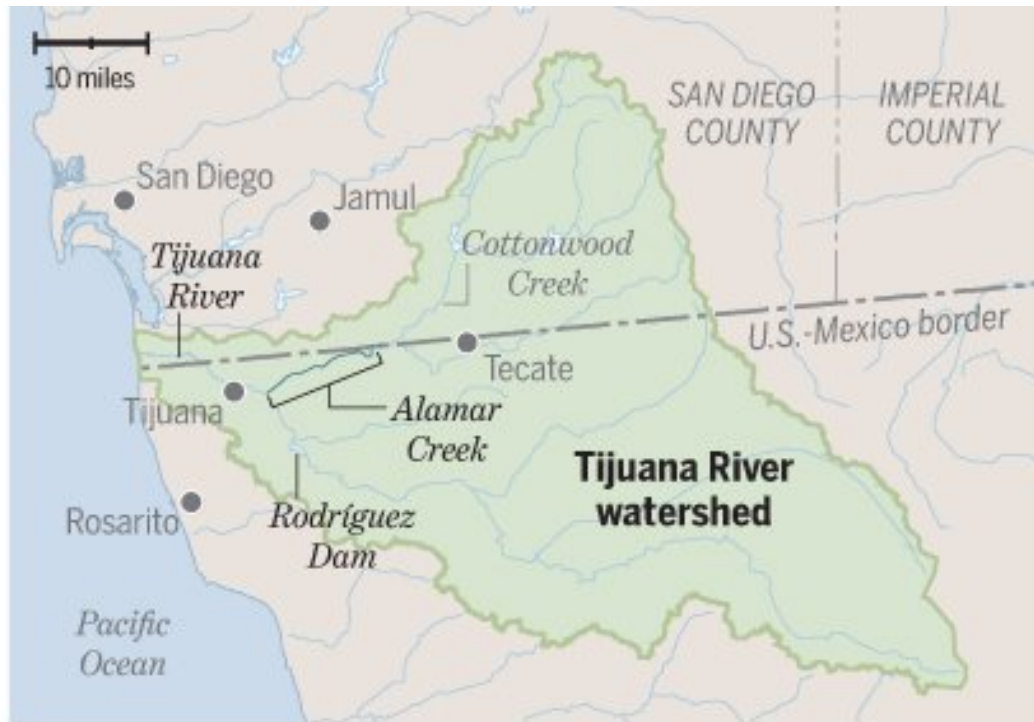 10 miles
SAN DIEGO
COUNTY
IMPERIAL
COUNTY
San Diego
Jamul
Tijuana
River
Cottonwood
Creek
U.S.-Mexico border
Tecate
Tijuana
Alamar
Creek
Tijuana River
watershed
Rosarito
Rodríguez
Dam
Pacific
Ocean